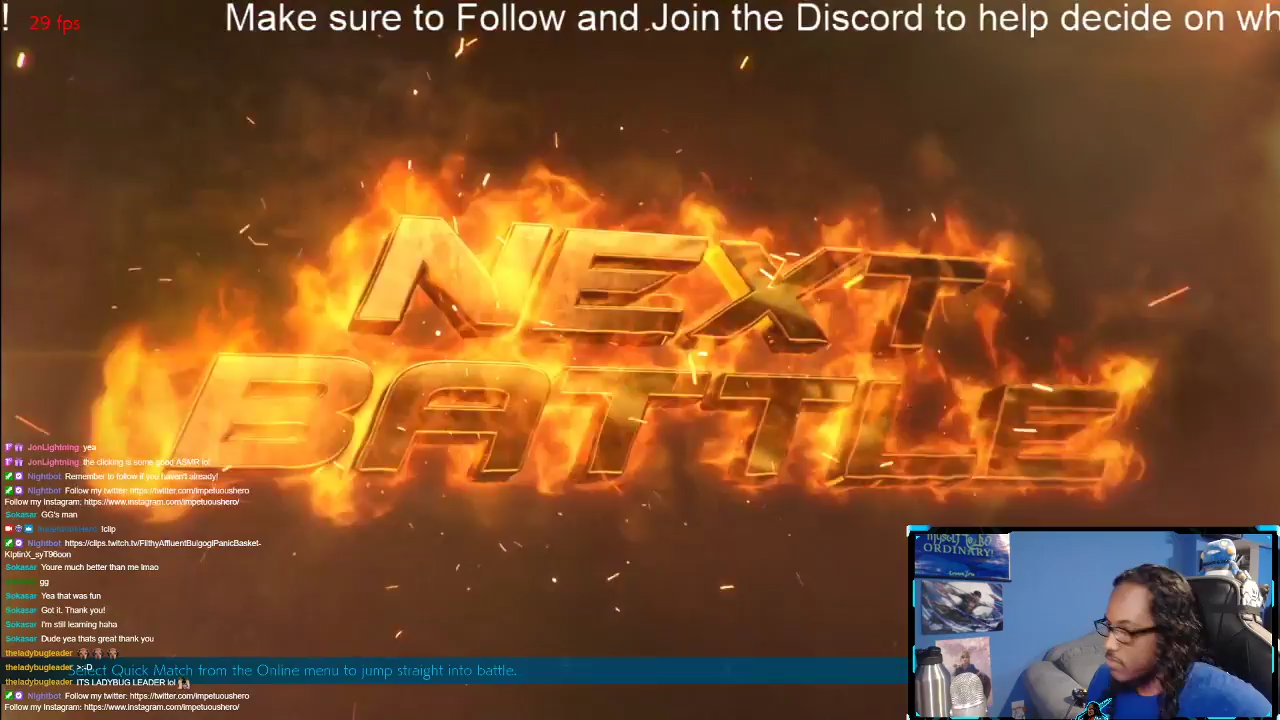 !
29 fps
Make sure to Follow and Join the Discord to help decide on wh
NEXT
BATTLE
JonLightning: yea
JonLightning: the clicking is some good ASMR lol
Nightbot: Remember to follow if you haven't already!
Nightbot: Follow my twitter: https://twitter.com/impetuoushero
Follow my Instagram: https://www.instagram.com/impetuoushero/
Sokasar: GG's man
!clip
Nightbot:
Sokasar: Youre much better than me lmao
gg
Sokasar: Yea that was fun
Sokasar: Got it. Thank you!
Sokasar: I'm still learning haha
Sokasar: Dude yea thats great thank you
theladybugleader:
theladybugleader: >:-D
Select Quick Match from the Online menu to jump straight into battle.
theladybugleader: ITS LADYBUG LEADER lol
Nightbot: Follow my twitter: https://twitter.com/impetuoushero
Follow my Instagram: https://www.instagram.com/impetuoushero/
ORDINARY!